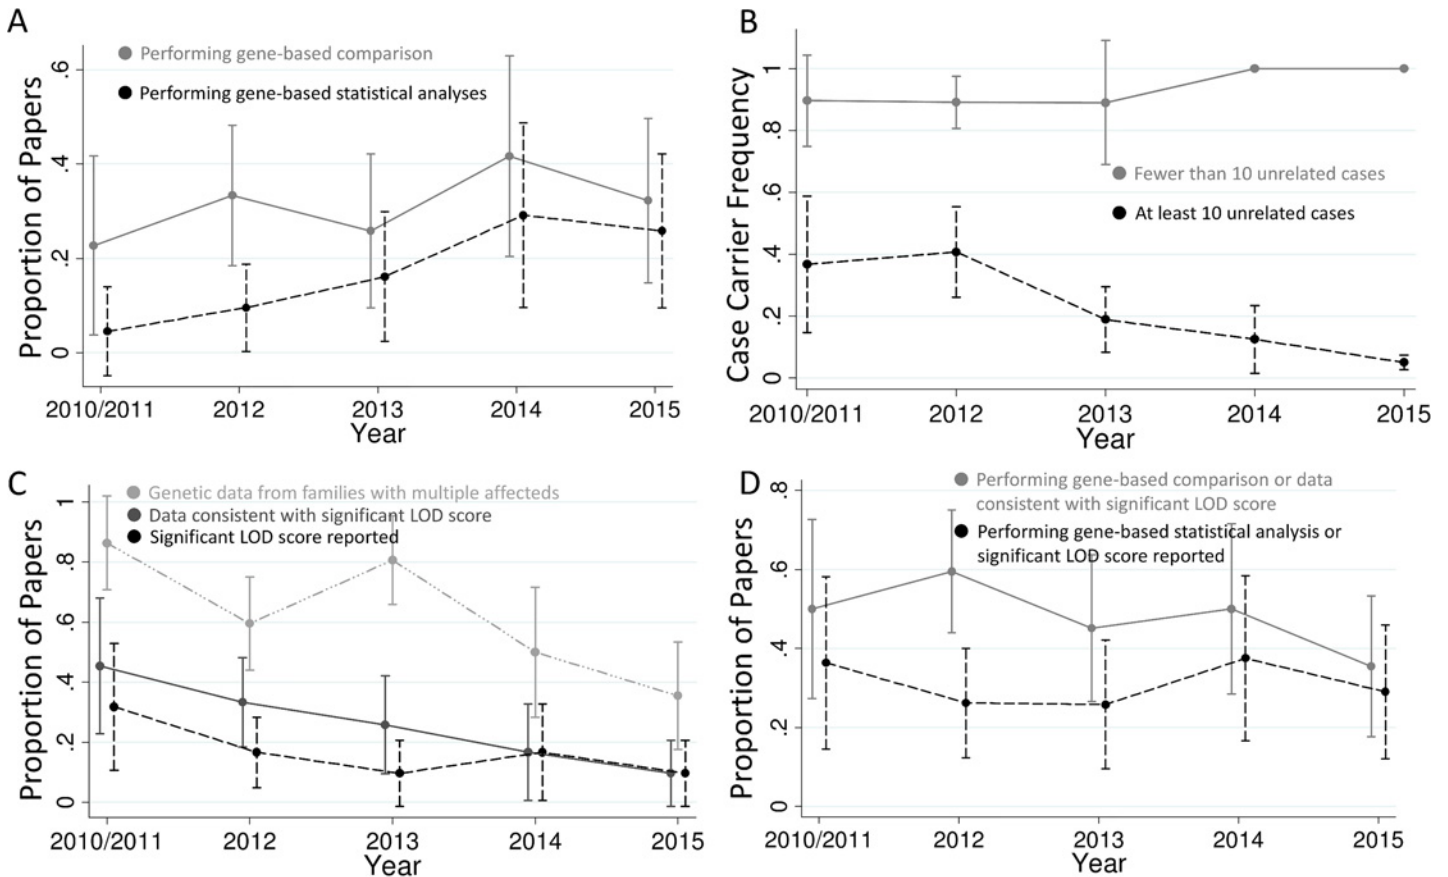 A
Performing gene-based comparison
Performing gene-based statistical analyses
Proportion of Papers
.6
.4
.2
0
2010/2011
2012
2013
2014
2015
Year
B
Case Carrier Frequency
1
.8
.6
.4
.2
0
Fewer than 10 unrelated cases
At least 10 unrelated cases
2010/2011
2012
2013
2014
2015
Year
C
Genetic data from families with multiple affecteds
Data consistent with significant LOD score
Significant LOD score reported
Proportion of Papers
1
.8
.6
.4
.2
0
2010/2011
2012
2013
2014
2015
Year
D
Performing gene-based comparison or data
consistent with significant LOD score
Performing gene-based statistical analysis or
significant LOD score reported
Proportion of Papers
.8
.6
.4
.2
0
2010/2011
2012
2013
2014
2015
Year